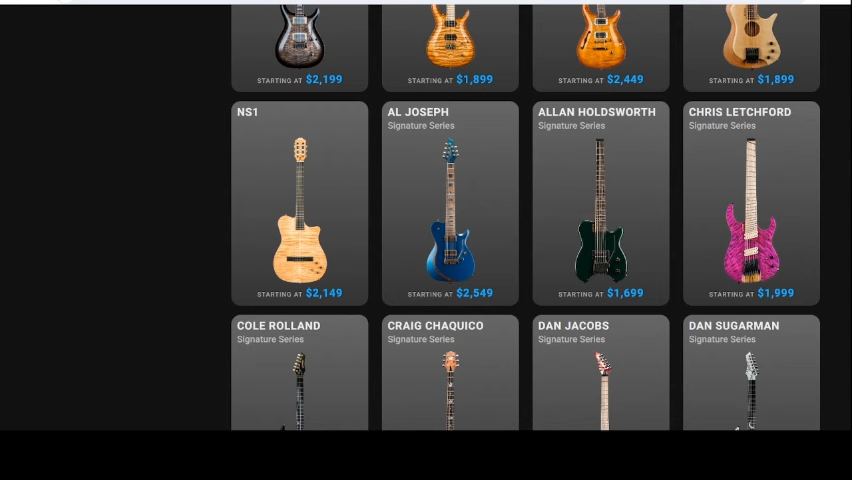 STARTING AT $2,199
STARTING AT $1,899
STARTING AT $2,449
STARTING AT $1,899
NS1
STARTING AT $2,149
AL JOSEPH
Signature Series
STARTING AT $2,549
ALLAN HOLDSWORTH
Signature Series
STARTING AT $1,699
CHRIS LETCHFORD
Signature Series
STARTING AT $1,999
COLE ROLLAND
Signature Series
CRAIG CHAQUICO
Signature Series
DAN JACOBS
Signature Series
DAN SUGARMAN
Signature Series